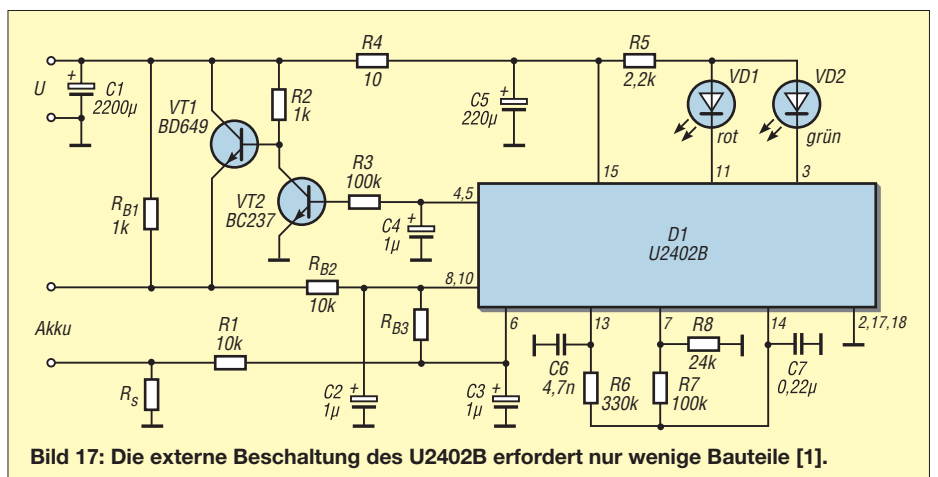 R4
10
R5
2,2k
VD1
VD2
U
+
C1
2200µ
VT1
BD649
R2
1k
+
C5
220µ
rot
grün
R3
100k
15
11
3
VT2
BC237
4,5
+
C4
1µ
D1
U2402B
RB1
1k
RB2
10k
8,10
Akku
R1
10k
RB3
6
13
7
R8
24k
14
2,17,18
Rs
+
C2
1µ
+
C3
1µ
C6
4,7n
R6
330k
R7
100k
C7
0,22µ
Bild 17: Die externe Beschaltung des U2402B erfordert nur wenige Bauteile [1].